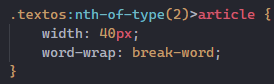 .textos:nth-of-type(2)>article {
    width: 40px;
    word-wrap: break-word;
}